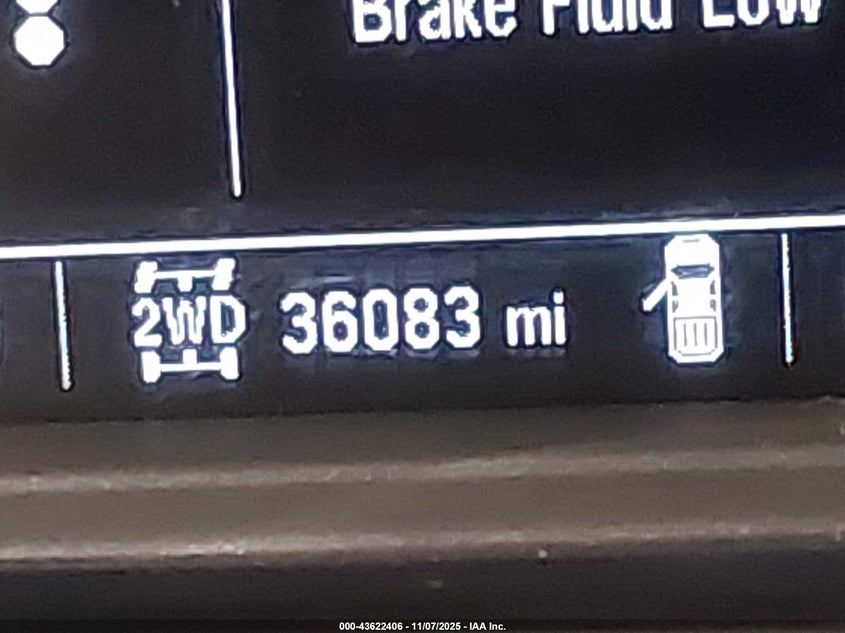 Brake Fluid Low
2WD 36083 mi
000-43622406 - 11/07/2025 - IAA Inc.